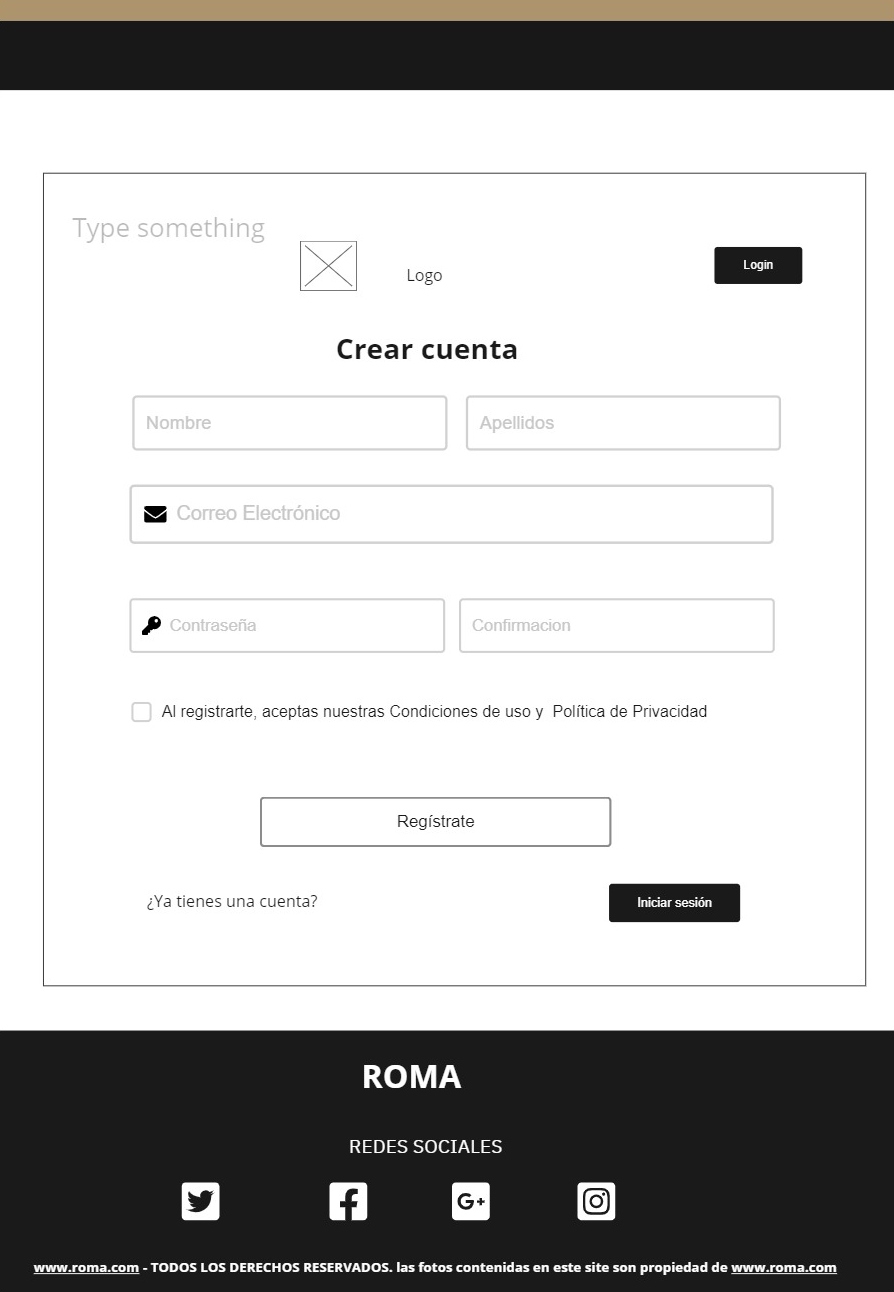 Type something
Logo
Login
Crear cuenta
Nombre
Apellidos
Correo Electrónico
Contraseña
Confirmacion
Al registrarte, aceptas nuestras Condiciones de uso y  Política de Privacidad
Regístrate
¿Ya tienes una cuenta?
Iniciar sesión
ROMA
REDES SOCIALES
G+
www.roma.com - TODOS LOS DERECHOS RESERVADOS. las fotos contenidas en este site son propiedad de www.roma.com